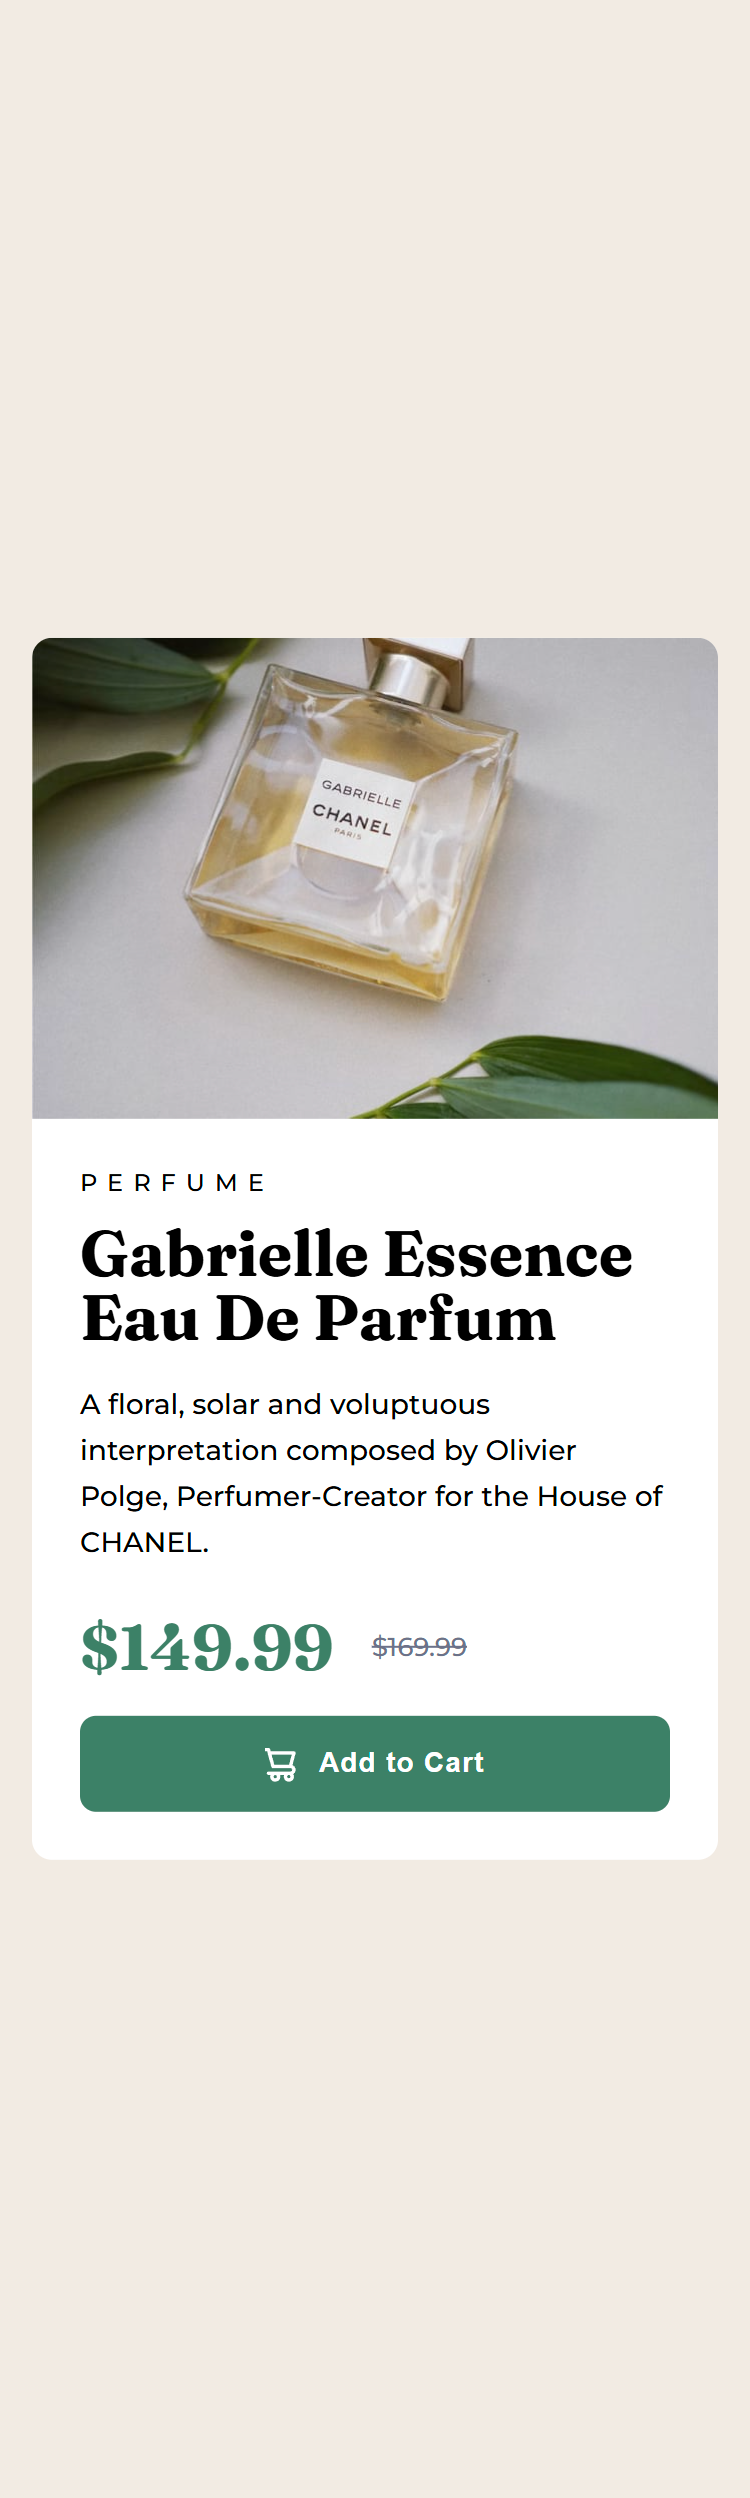 GABRIELLE
CHANEL
PARIS
PERFUME
Gabrielle Essence
Eau De Parfum
A floral, solar and voluptuous
interpretation composed by Olivier
Polge, Perfumer-Creator for the House of
CHANEL.
$149.99 $169.99
Add to Cart